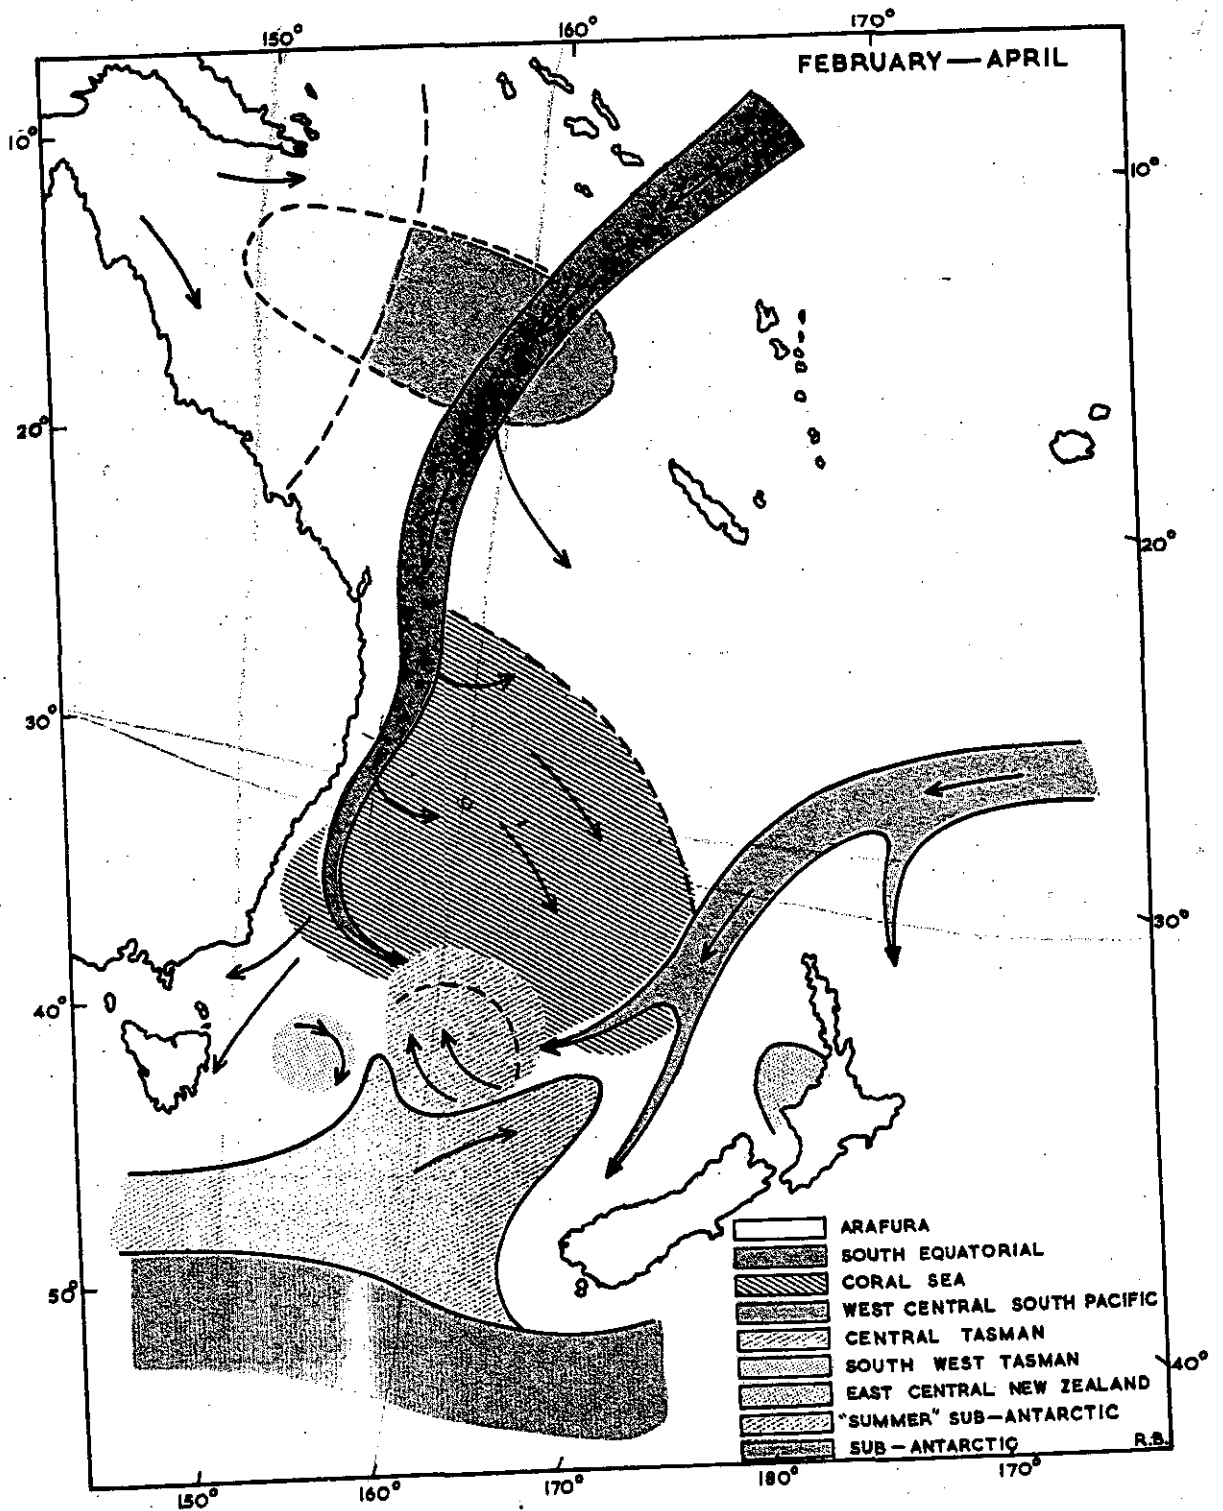 150°
160°
170°
FEBRUARY — APRIL
10°
10°
20°
20°
30°
30°
40°
50°
ARAFURA
SOUTH EQUATORIAL
CORAL SEA
WEST CENTRAL SOUTH PACIFIC
CENTRAL TASMAN
SOUTH WEST TASMAN
40°
EAST CENTRAL NEW ZEALAND
"SUMMER" SUB-ANTARCTIC
SUB-ANTARCTIC
R.B.
150°
160°
170°
180°
170°